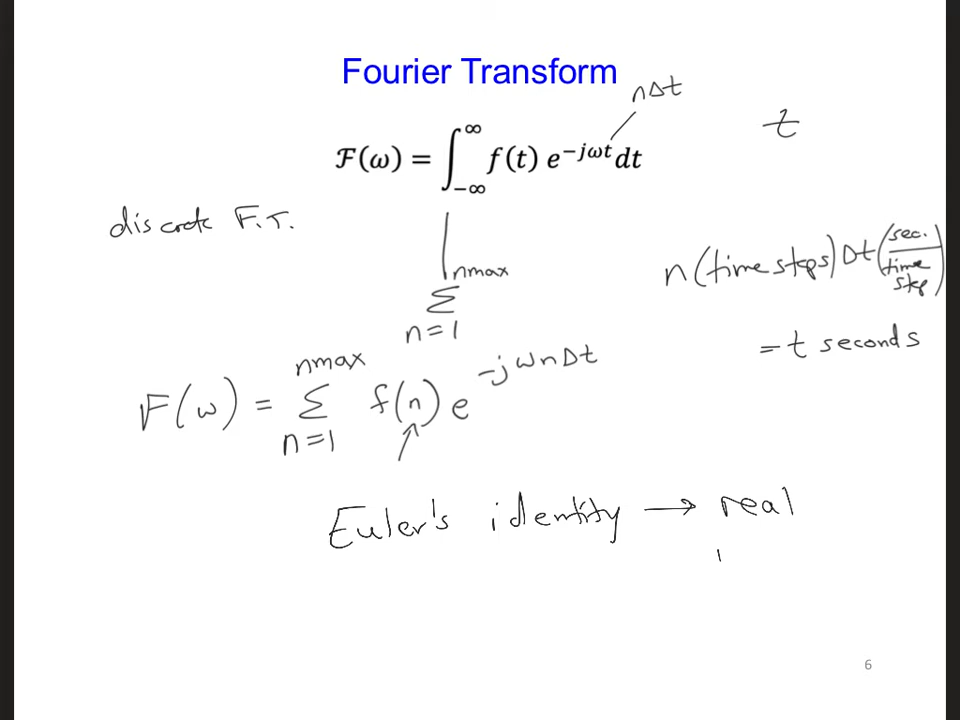 Fourier Transform
nΔt
t
ℱ(ω) = ∫_{-∞}^{∞} f(t) e^{-jωt} dt
discrete F.T.
n(time steps) Δt (sec./time step)
nmax
Σ
n=1
= t seconds
F(ω) = Σ_{n=1}^{nmax} f(n) e^{-jωnΔt}
Euler's identity → real
6